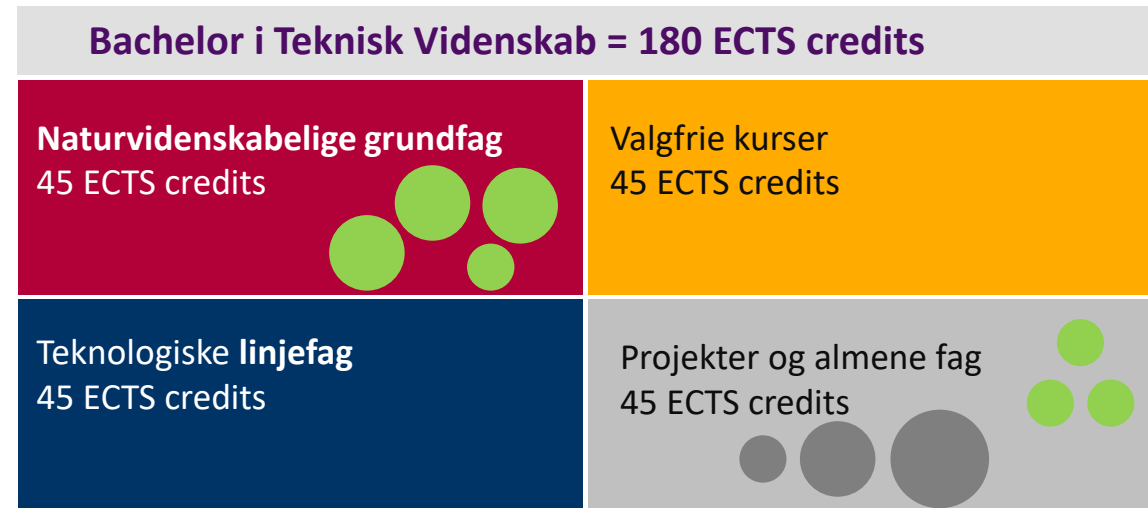 Bachelor i Teknisk Videnskab = 180 ECTS credits
Naturvidenskabelige grundfag
45 ECTS credits
Valgfrie kurser
45 ECTS credits
Teknologiske linjefag
45 ECTS credits
Projekter og almene fag
45 ECTS credits